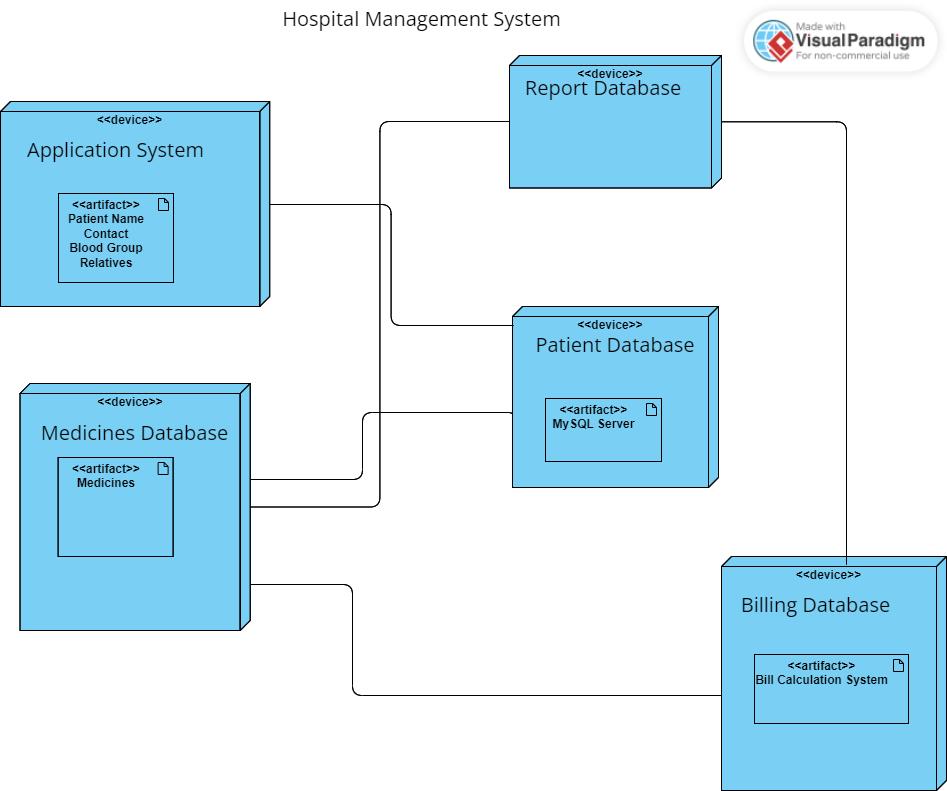 Hospital Management System
Made with
Visual Paradigm
For non-commercial use
<<device>>
Report Database
<<device>>
Application System
<<artifact>>
Patient Name
Contact
Blood Group
Relatives
<<device>>
Patient Database
<<artifact>>
MySQL Server
<<device>>
Medicines Database
<<artifact>>
Medicines
<<device>>
Billing Database
<<artifact>>
Bill Calculation System